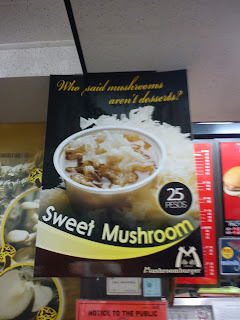 Who said mushrooms
aren't desserts?
25
PESOS
Sweet Mushroom
Mushroomburger
NOTICE TO THE PUBLIC